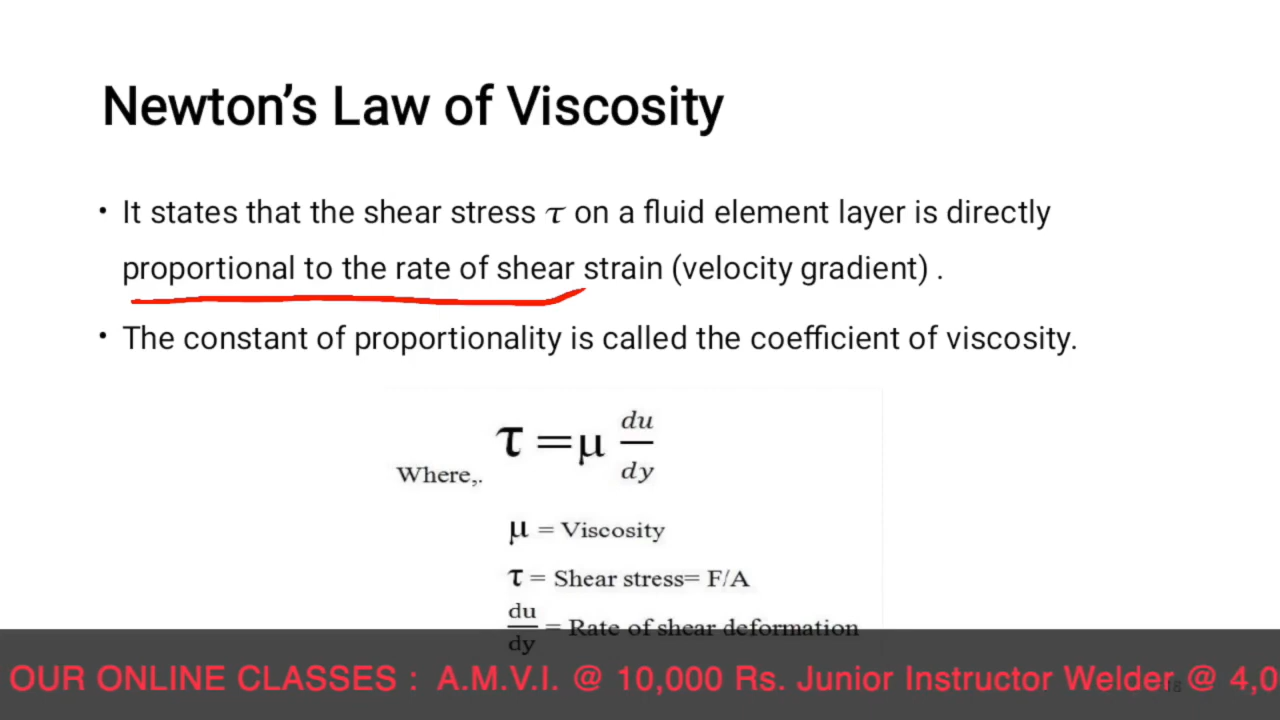 Newton’s Law of Viscosity
• It states that the shear stress τ on a fluid element layer is directly
proportional to the rate of shear strain (velocity gradient) .
• The constant of proportionality is called the coefficient of viscosity.
τ = μ du/dy
Where,.
μ = Viscosity
τ = Shear stress= F/A
du/dy = Rate of shear deformation
OUR ONLINE CLASSES : A.M.V.I. @ 10,000 Rs. Junior Instructor Welder @ 4,0
18